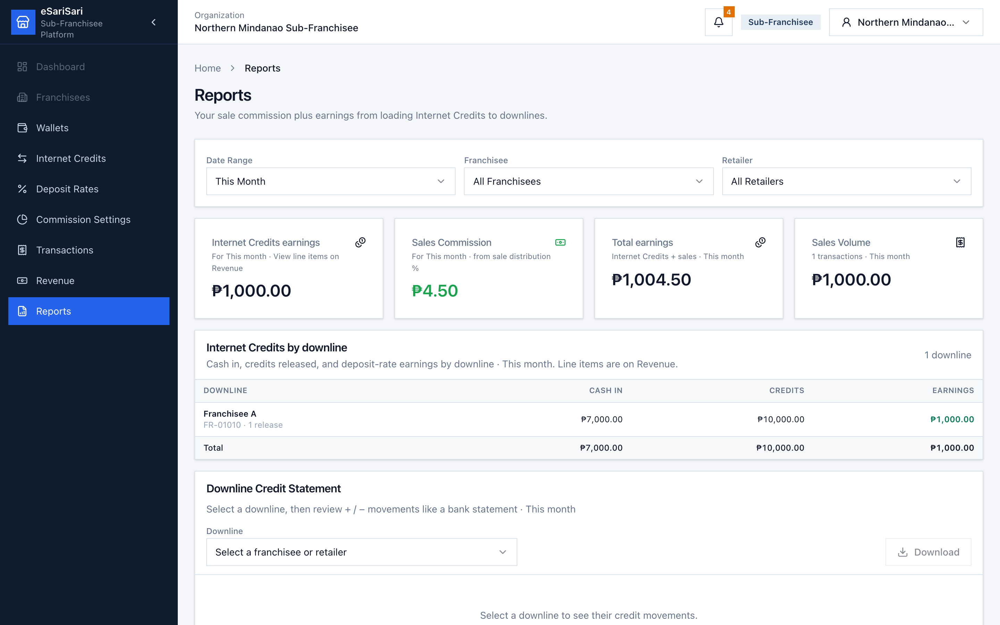 eSariSari
Sub-Franchisee
Platform
Dashboard
Franchisees
Wallets
Internet Credits
Deposit Rates
Commission Settings
Transactions
Revenue
Reports
Organization
Northern Mindanao Sub-Franchisee
4
Sub-Franchisee
Northern Mindanao...
Home
Reports
Reports
Your sale commission plus earnings from loading Internet Credits to downlines.
Date Range
This Month
Franchisee
All Franchisees
Retailer
All Retailers
Internet Credits earnings
For This month · View line items on
Revenue
₱1,000.00
Sales Commission
For This month · from sale distribution
%
₱4.50
Total earnings
Internet Credits + sales · This month
₱1,004.50
Sales Volume
1 transactions · This month
₱1,000.00
Internet Credits by downline
Cash in, credits released, and deposit-rate earnings by downline · This month. Line items are on Revenue.
1 downline
DOWNLINE CASH IN CREDITS EARNINGS
Franchisee A
FR-01010 · 1 release
₱7,000.00 ₱10,000.00 ₱1,000.00
Total ₱7,000.00 ₱10,000.00 ₱1,000.00
Downline Credit Statement
Select a downline, then review + / – movements like a bank statement · This month
Downline
Select a franchisee or retailer
Download
Select a downline to see their credit movements.